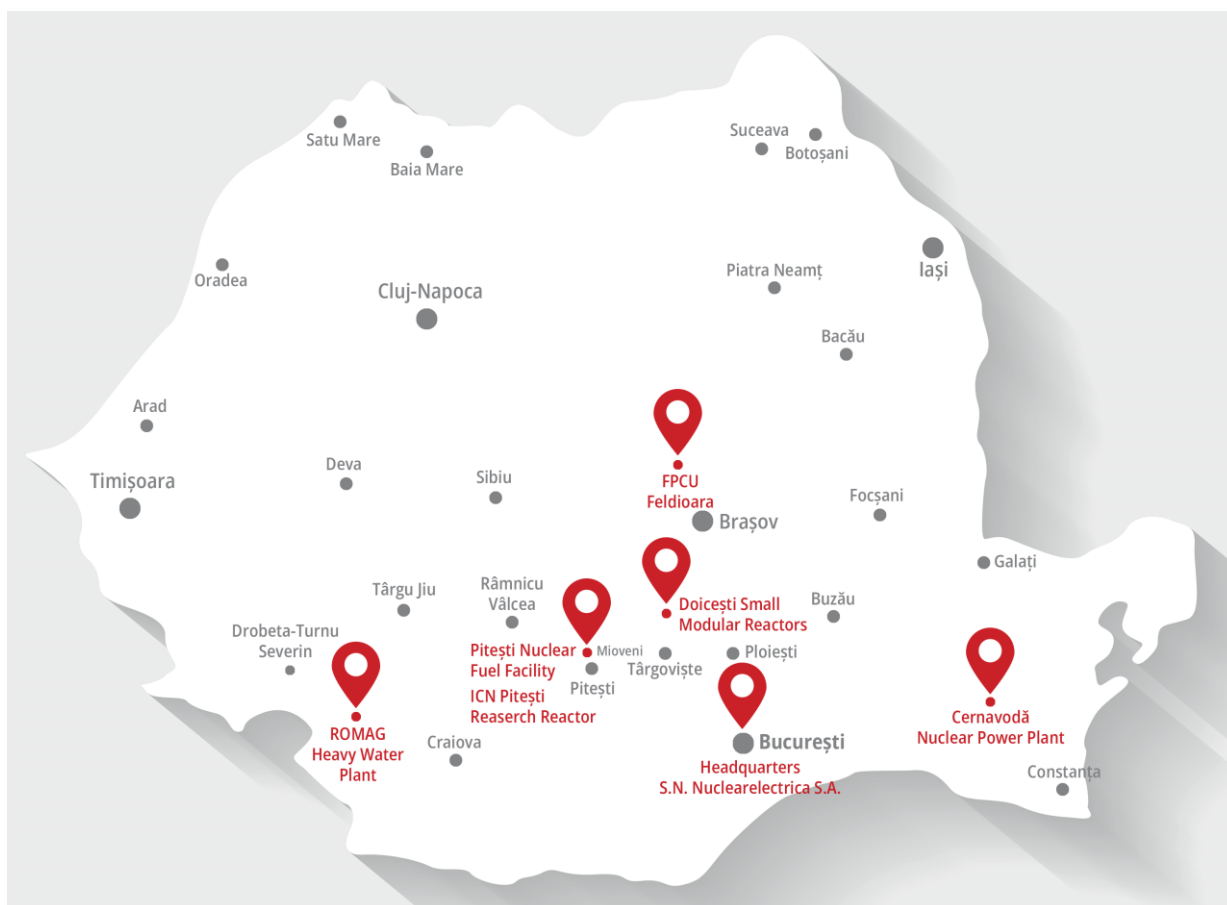 Satu Mare
Baia Mare
Suceava
Botoșani
Oradea
Cluj-Napoca
Piatra Neamț
Iași
Bacău
Arad
Timișoara
Deva
Sibiu
FPCU
Feldioara
Brașov
Focșani
Galați
Târgu Jiu
Râmnicu
Vâlcea
Doicești Small
Modular Reactors
Buzău
Drobeta-Turnu
Severin
Pitești Nuclear
Fuel Facility
Mioveni
Pitești
ICN Pitești
Reaserch Reactor
Târgoviște
Ploiești
ROMAG
Heavy Water
Plant
Craiova
București
Headquarters
S.N. Nuclearelectrica S.A.
Cernavodă
Nuclear Power Plant
Constanța